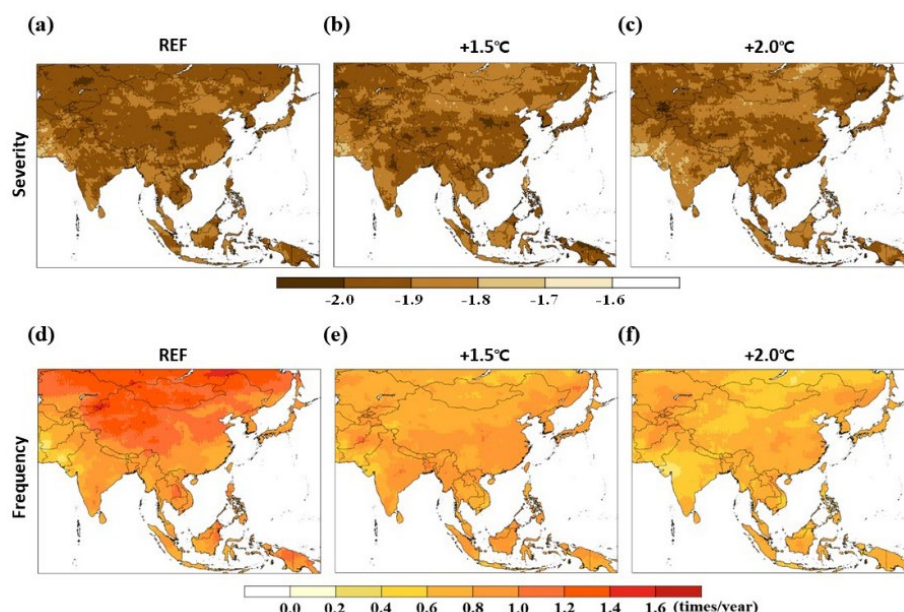 (a) (b) (c)
REF +1.5℃ +2.0℃
Severity
-2.0 -1.9 -1.8 -1.7 -1.6
(d) (e) (f)
REF +1.5℃ +2.0℃
Frequency
0.0 0.2 0.4 0.6 0.8 1.0 1.2 1.4 1.6 (times/year)